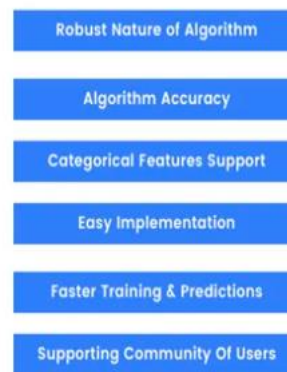 Robust Nature of Algorithm
Algorithm Accuracy
Categorical Features Support
Easy Implementation
Faster Training & Predictions
Supporting Community Of Users